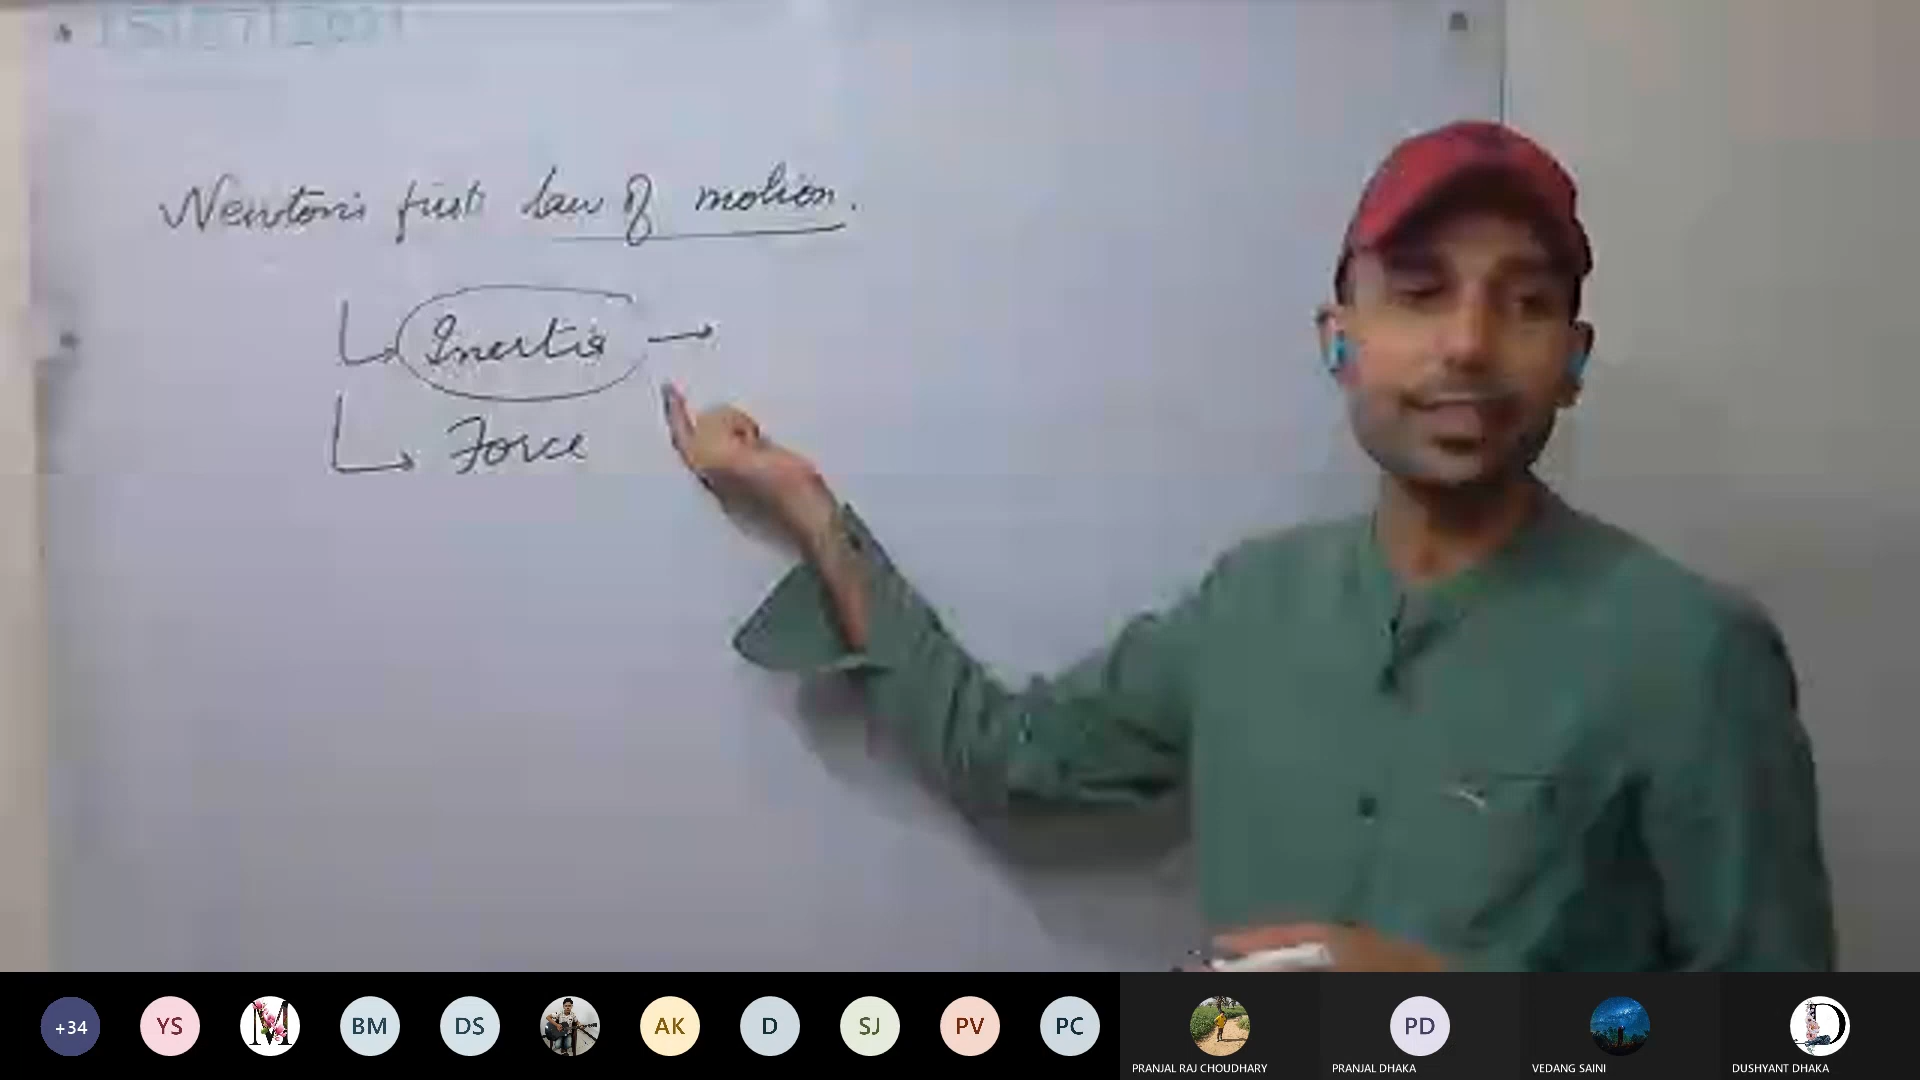 Newton's first law of motion.
Inertia →
Force
+34
YS
M
BM
DS
AK
D
SJ
PV
PC
PD
D
PRANJAL RAJ CHOUDHARY
PRANJAL DHAKA
VEDANG SAINI
DUSHYANT DHAKA